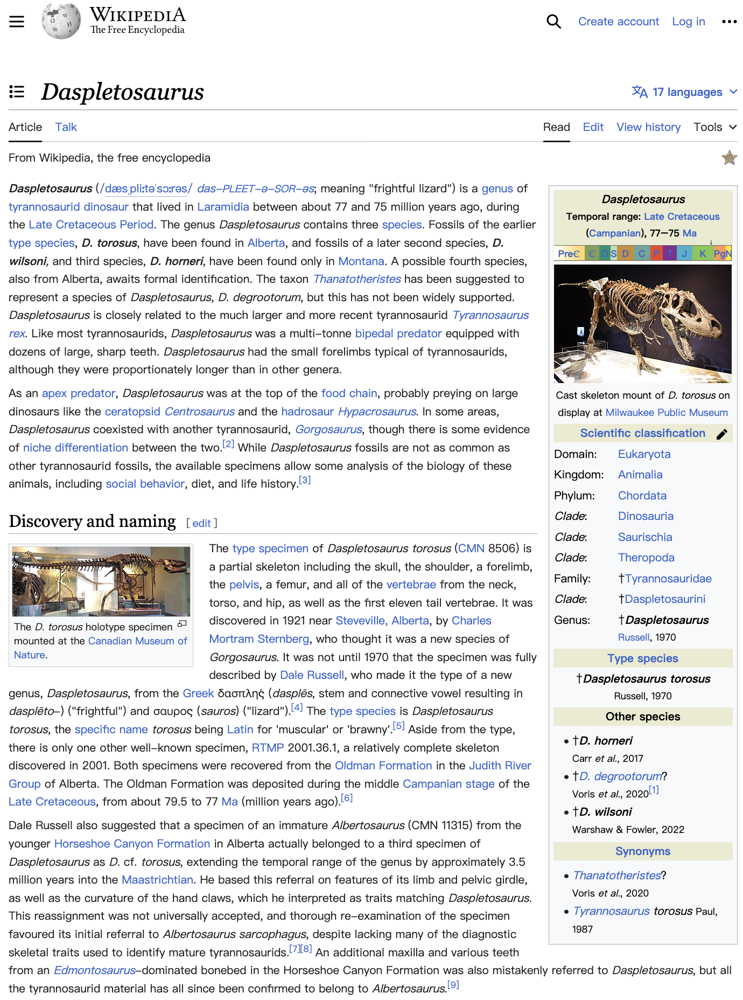 WIKIPEDIA
The Free Encyclopedia
Create account
Log in
Daspletosaurus
17 languages
Article
Talk
Read
Edit
View history
Tools
From Wikipedia, the free encyclopedia
Daspletosaurus (/dæsˌpliːtəˈsɔːrəs/ das-PLEET-ə-SOR-əs; meaning "frightful lizard") is a genus of
tyrannosaurid dinosaur that lived in Laramidia between about 77 and 75 million years ago, during
the Late Cretaceous Period. The genus Daspletosaurus contains three species. Fossils of the earlier
type species, D. torosus, have been found in Alberta, and fossils of a later second species, D.
wilsoni, and third species, D. horneri, have been found only in Montana. A possible fourth species,
also from Alberta, awaits formal identification. The taxon Thanatotheristes has been suggested to
represent a species of Daspletosaurus, D. degrootorum, but this has not been widely supported.
Daspletosaurus is closely related to the much larger and more recent tyrannosaurid Tyrannosaurus
rex. Like most tyrannosaurids, Daspletosaurus was a multi-tonne bipedal predator equipped with
dozens of large, sharp teeth. Daspletosaurus had the small forelimbs typical of tyrannosaurids,
although they were proportionately longer than in other genera.
As an apex predator, Daspletosaurus was at the top of the food chain, probably preying on large
dinosaurs like the ceratopsid Centrosaurus and the hadrosaur Hypacrosaurus. In some areas,
Daspletosaurus coexisted with another tyrannosaurid, Gorgosaurus, though there is some evidence
of niche differentiation between the two.[2] While Daspletosaurus fossils are not as common as
other tyrannosaurid fossils, the available specimens allow some analysis of the biology of these
animals, including social behavior, diet, and life history.[3]
Discovery and naming [ edit ]
The D. torosus holotype specimen
mounted at the Canadian Museum of
Nature.
The type specimen of Daspletosaurus torosus (CMN 8506) is
a partial skeleton including the skull, the shoulder, a forelimb,
the pelvis, a femur, and all of the vertebrae from the neck,
torso, and hip, as well as the first eleven tail vertebrae. It was
discovered in 1921 near Steveville, Alberta, by Charles
Mortram Sternberg, who thought it was a new species of
Gorgosaurus. It was not until 1970 that the specimen was fully
described by Dale Russell, who made it the type of a new
genus, Daspletosaurus, from the Greek δασπλής (dasplēs, stem and connective vowel resulting in
dasplēto-) ("frightful") and σαυρος (sauros) ("lizard").[4] The type species is Daspletosaurus
torosus, the specific name torosus being Latin for 'muscular' or 'brawny'.[5] Aside from the type,
there is only one other well-known specimen, RTMP 2001.36.1, a relatively complete skeleton
discovered in 2001. Both specimens were recovered from the Oldman Formation in the Judith River
Group of Alberta. The Oldman Formation was deposited during the middle Campanian stage of the
Late Cretaceous, from about 79.5 to 77 Ma (million years ago).[6]
Dale Russell also suggested that a specimen of an immature Albertosaurus (CMN 11315) from the
younger Horseshoe Canyon Formation in Alberta actually belonged to a third specimen of
Daspletosaurus as D. cf. torosus, extending the temporal range of the genus by approximately 3.5
million years into the Maastrichtian. He based this referral on features of its limb and pelvic girdle,
as well as the curvature of the hand claws, which he interpreted as traits matching Daspletosaurus.
This reassignment was not universally accepted, and thorough re-examination of the specimen
favoured its initial referral to Albertosaurus sarcophagus, despite lacking many of the diagnostic
skeletal traits used to identify mature tyrannosaurids.[7][8] An additional maxilla and various teeth
from an Edmontosaurus-dominated bonebed in the Horseshoe Canyon Formation was also mistakenly referred to Daspletosaurus, but all
the tyrannosaurid material has all since been confirmed to belong to Albertosaurus.[9]
Daspletosaurus
Temporal range: Late Cretaceous
(Campanian), 77–75 Ma
↓
PreꞒ Ꞓ O S D C P T J K Pg N
Cast skeleton mount of D. torosus on
display at Milwaukee Public Museum
Scientific classification
Domain: Eukaryota
Kingdom: Animalia
Phylum: Chordata
Clade: Dinosauria
Clade: Saurischia
Clade: Theropoda
Family: †Tyrannosauridae
Clade: †Daspletosaurini
Genus: †Daspletosaurus
Russell, 1970
Type species
†Daspletosaurus torosus
Russell, 1970
Other species
• †D. horneri
Carr et al., 2017
• †D. degrootorum?
Voris et al., 2020[1]
• †D. wilsoni
Warshaw & Fowler, 2022
Synonyms
• Thanatotheristes?
Voris et al., 2020
• Tyrannosaurus torosus Paul,
1987